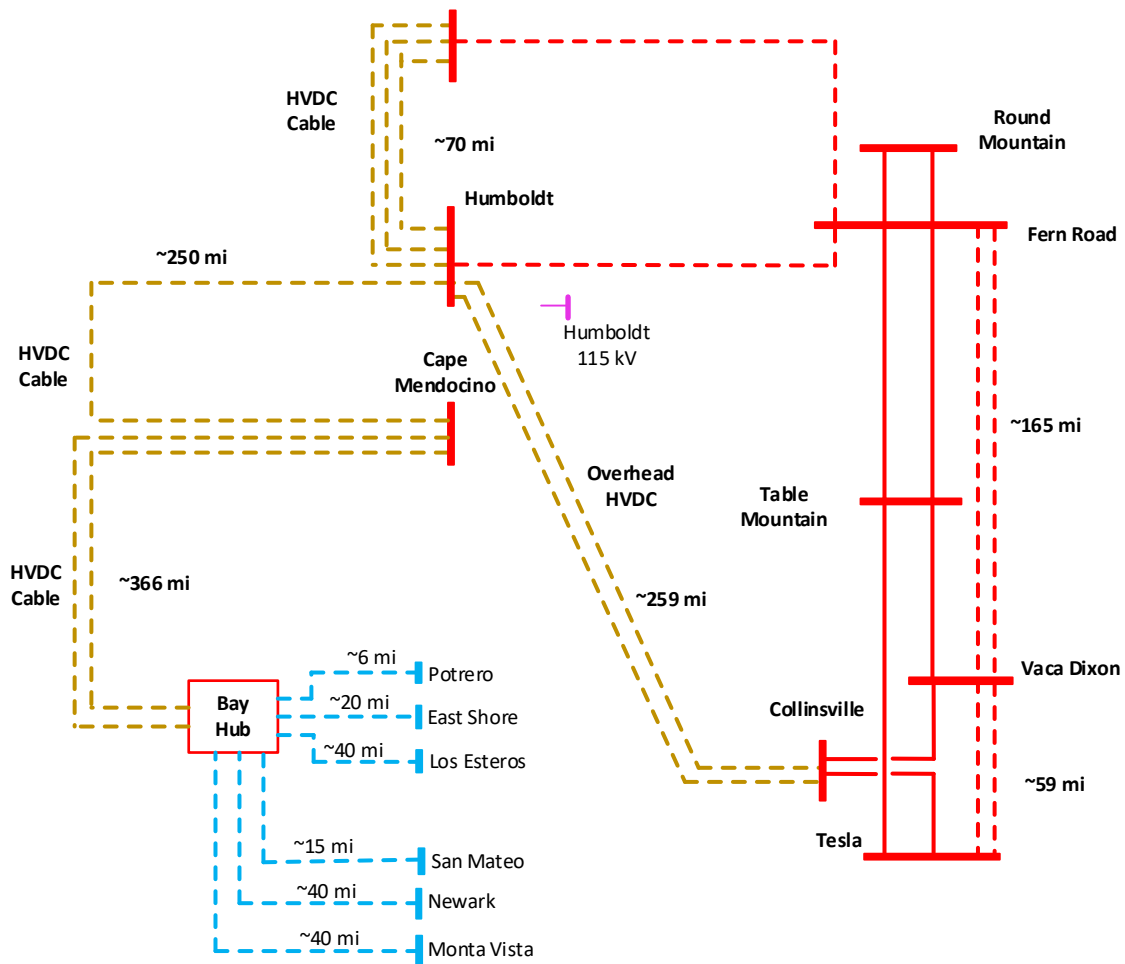 HVDC
Cable
~70 mi
Round
Mountain
Humboldt
Fern Road
~250 mi
Humboldt
115 kV
HVDC
Cable
Cape
Mendocino
~165 mi
Overhead
HVDC
Table
Mountain
HVDC
Cable
~366 mi
~259 mi
~6 mi
Potrero
Vaca Dixon
Bay
Hub
~20 mi
East Shore
Collinsville
~40 mi
Los Esteros
~59 mi
Tesla
~15 mi
San Mateo
~40 mi
Newark
~40 mi
Monta Vista